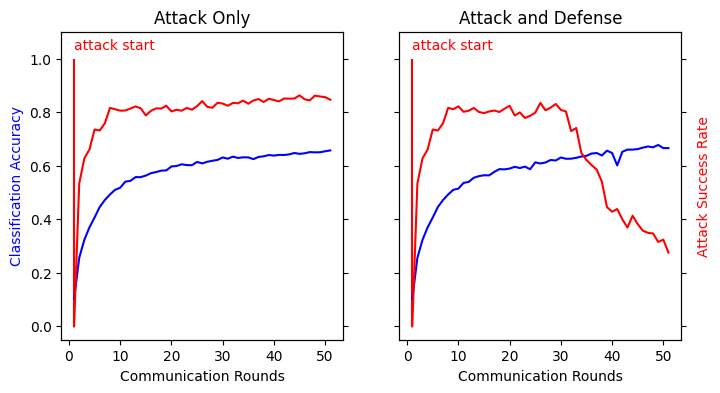 Attack Only
Attack and Defense
attack start
attack start
Classification Accuracy
Attack Success Rate
1.0
0.8
0.6
0.4
0.2
0.0
0 10 20 30 40 50
0 10 20 30 40 50
Communication Rounds
Communication Rounds